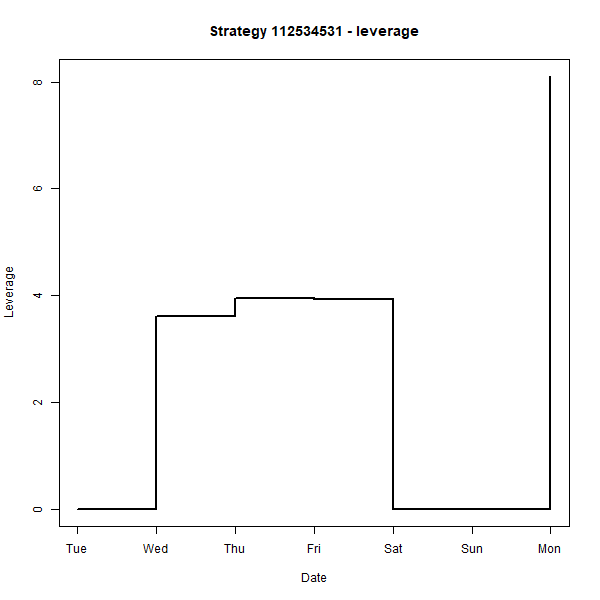 Strategy 112534531 - leverage
8
6
4
2
0
Leverage
Tue Wed Thu Fri Sat Sun Mon
Date